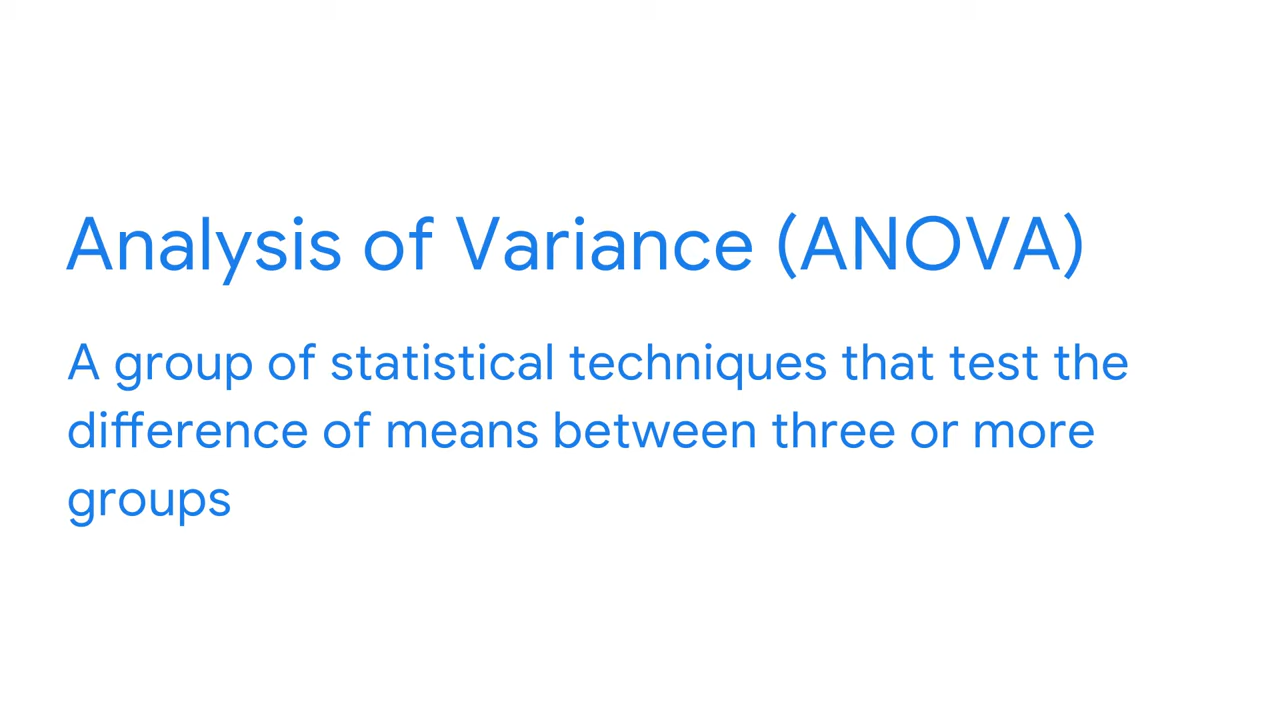 Analysis of Variance (ANOVA)
A group of statistical techniques that test the
difference of means between three or more
groups